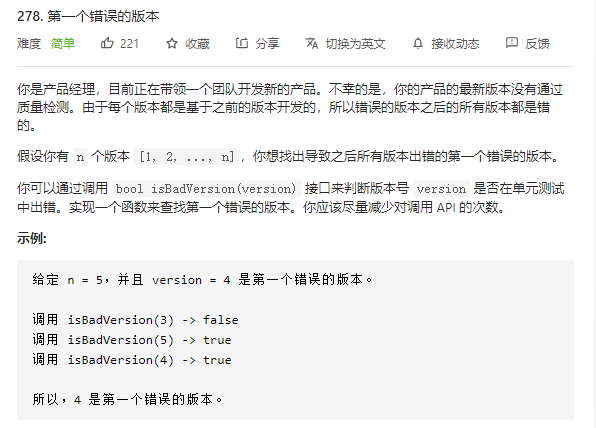 278. 第一个错误的版本
难度 简单 221 收藏 分享 切换为英文 接收动态 反馈
你是产品经理，目前正在带领一个团队开发新的产品。不幸的是，你的产品的最新版本没有通过
质量检测。由于每个版本都是基于之前的版本开发的，所以错误的版本之后的所有版本都是错
的。
假设你有 n 个版本 [1, 2, ..., n]，你想找出导致之后所有版本出错的第一个错误的版本。
你可以通过调用 bool isBadVersion(version) 接口来判断版本号 version 是否在单元测试
中出错。实现一个函数来查找第一个错误的版本。你应该尽量减少对调用 API 的次数。
示例:
给定 n = 5，并且 version = 4 是第一个错误的版本。
调用 isBadVersion(3) -> false
调用 isBadVersion(5) -> true
调用 isBadVersion(4) -> true
所以，4 是第一个错误的版本。